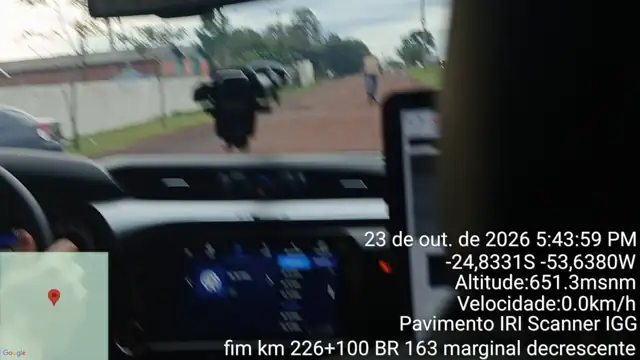 23 de out. de 2026 5:43:59 PM
-24,8331S -53,6380W
Altitude:651.3msnm
Velocidade:0.0km/h
Pavimento IRI Scanner IGG
fim km 226+100 BR 163 marginal decrescente
Google